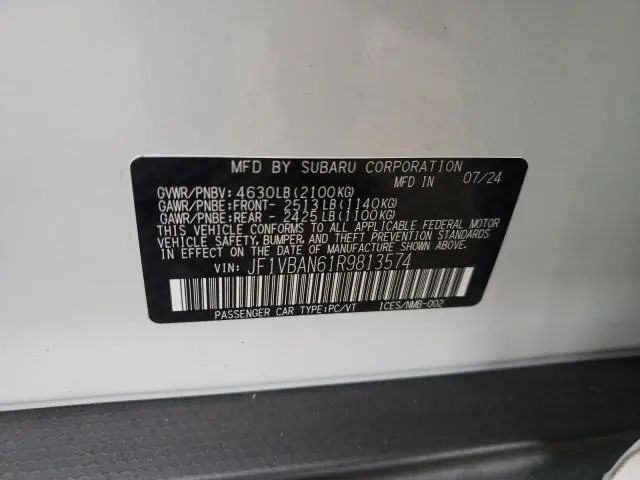 MFD BY SUBARU CORPORATION
MFD IN 07/24
GVWR/PNBV: 4630LB(2100KG)
GAWR/PNBE:FRONT- 2513LB(1140KG)
GAWR/PNBE:REAR - 2425LB(1100KG)
THIS VEHICLE CONFORMS TO ALL APPLICABLE FEDERAL MOTOR
VEHICLE SAFETY, BUMPER, AND THEFT PREVENTION STANDARDS
IN EFFECT ON THE DATE OF MANUFACTURE SHOWN ABOVE.
VIN: JF1VBAN61R9813574
PASSENGER CAR TYPE:PC/VT ICES/NMB-002